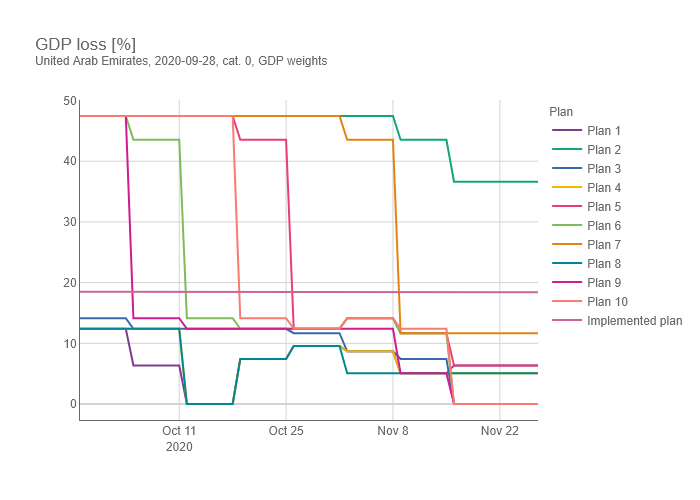 GDP loss [%]
United Arab Emirates, 2020-09-28, cat. 0, GDP weights
50
40
30
20
10
0
Oct 11
2020
Oct 25
Nov 8
Nov 22
Plan
Plan 1
Plan 2
Plan 3
Plan 4
Plan 5
Plan 6
Plan 7
Plan 8
Plan 9
Plan 10
Implemented plan